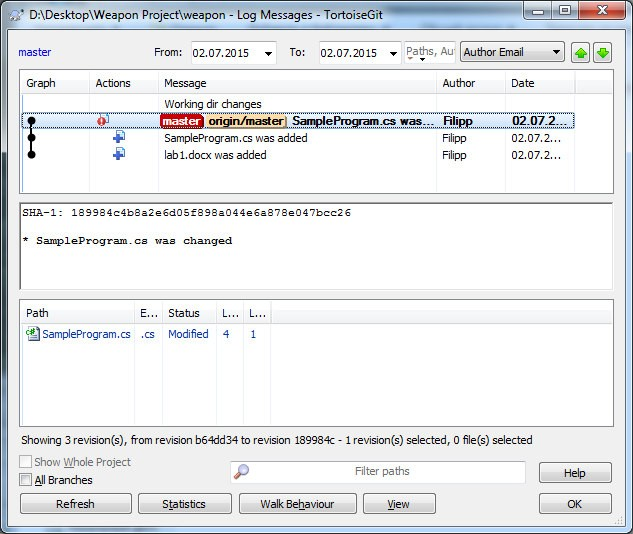 D:\Desktop\Weapon Project\weapon - Log Messages - TortoiseGit
master From: 02.07.2015 To: 02.07.2015 Paths, Au Author Email
Graph Actions Message Author Date
Working dir changes
master origin/master SampleProgram.cs was... Filipp 02.07.2...
SampleProgram.cs was added Filipp 02.07.2...
lab1.docx was added Filipp 02.07.2...
SHA-1: 189984c4b8a2e6d05f898a044e6a878e047bcc26
* SampleProgram.cs was changed
Path E... Status L... L...
SampleProgram.cs .cs Modified 4 1
Showing 3 revision(s), from revision b64dd34 to revision 189984c - 1 revision(s) selected, 0 file(s) selected
Show Whole Project
Filter paths
Help
All Branches
Refresh Statistics Walk Behaviour View OK